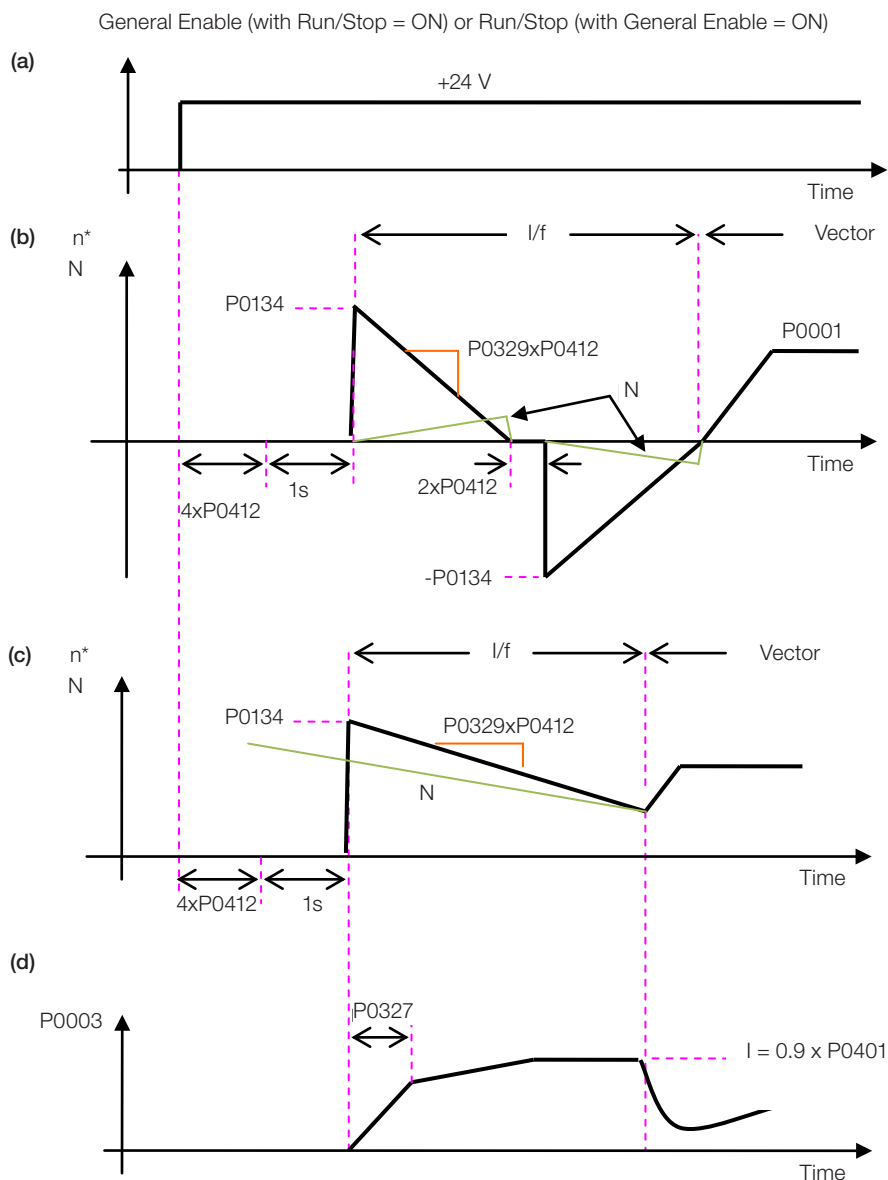 General Enable (with Run/Stop = ON) or Run/Stop (with General Enable = ON)
(a)
+24 V
Time
(b)
n*
N
I/f
Vector
P0134
P0329xP0412
N
P0001
Time
4xP0412
1s
2xP0412
-P0134
(c)
n*
N
I/f
Vector
P0134
P0329xP0412
N
Time
4xP0412
1s
(d)
P0003
P0327
I = 0.9 x P0401
Time